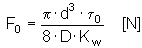 F₀ = (π · d³ · τ₀) / (8 · D · K_w) [N]